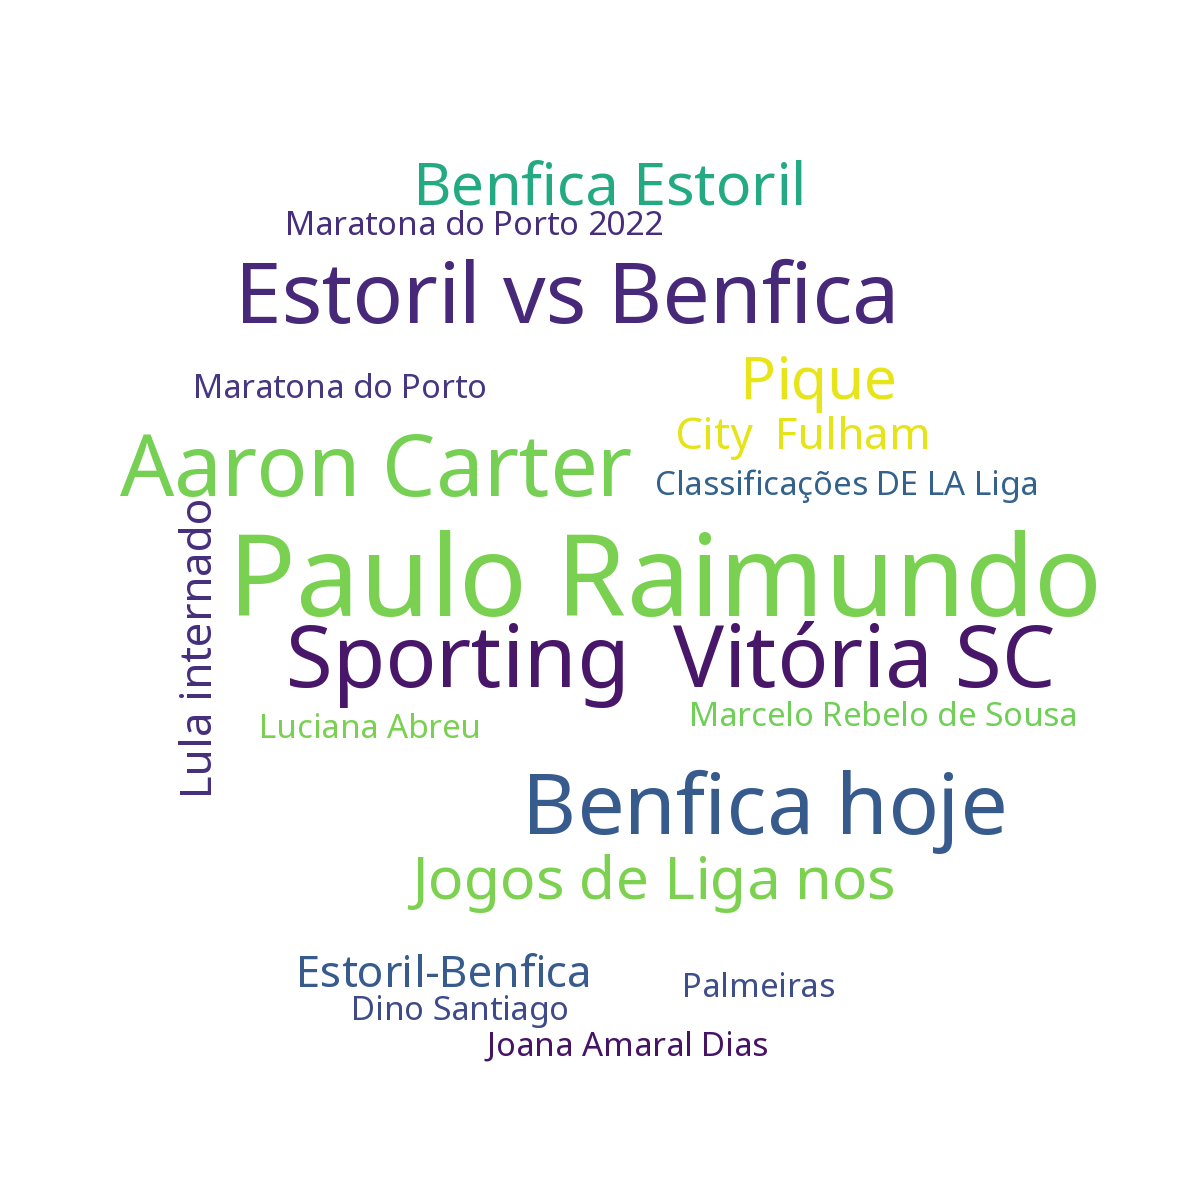 Benfica Estoril
Maratona do Porto 2022
Estoril vs Benfica
Pique
Maratona do Porto
City  Fulham
Aaron Carter
Classificações DE LA Liga
Paulo Raimundo
Lula internado
Sporting  Vitória SC
Marcelo Rebelo de Sousa
Luciana Abreu
Benfica hoje
Jogos de Liga nos
Estoril-Benfica
Palmeiras
Dino Santiago
Joana Amaral Dias